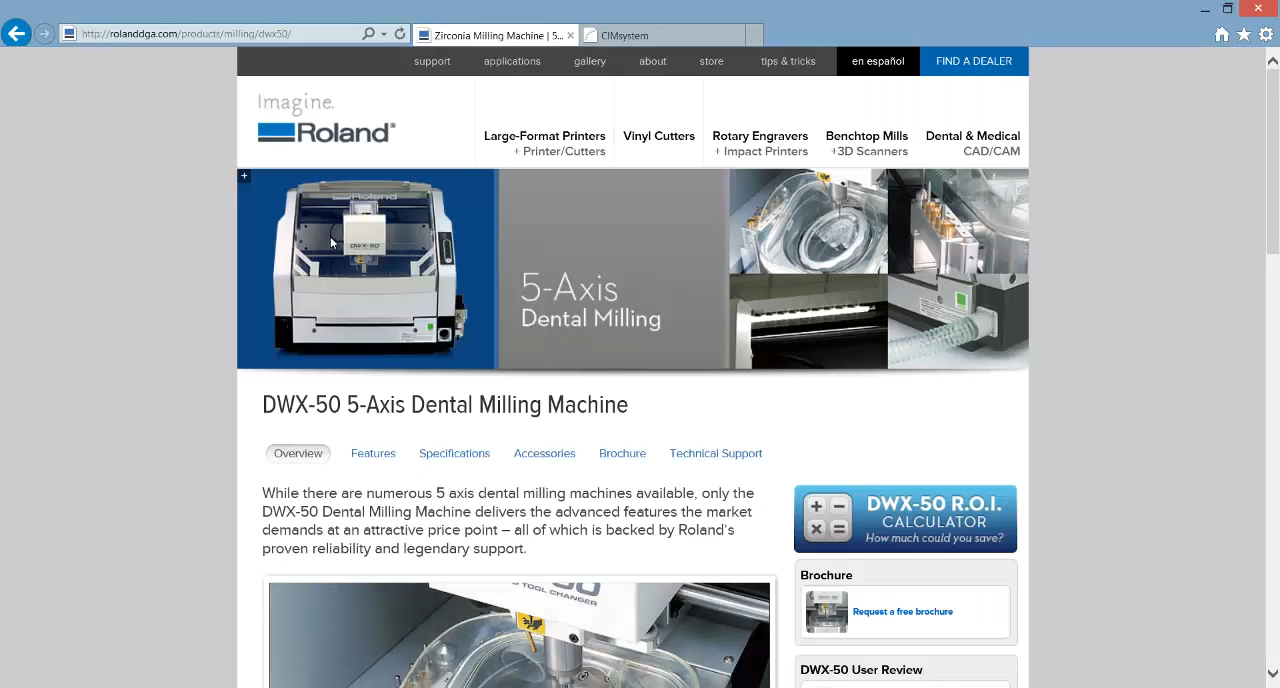 http://rolanddga.com/products/milling/dwx50/
Zirconia Milling Machine | 5...
CIMsystem
support
applications
gallery
about
store
tips & tricks
en español
FIND A DEALER
Imagine.
Roland®
Large-Format Printers
+ Printer/Cutters
Vinyl Cutters
Rotary Engravers
+ Impact Printers
Benchtop Mills
+3D Scanners
Dental & Medical
CAD/CAM
+
Roland
DWX-50
5-Axis
Dental Milling
DWX-50 5-Axis Dental Milling Machine
Overview
Features
Specifications
Accessories
Brochure
Technical Support
While there are numerous 5 axis dental milling machines available, only the
DWX-50 Dental Milling Machine delivers the advanced features the market
demands at an attractive price point – all of which is backed by Roland's
proven reliability and legendary support.
TOOL CHANGER
DWX-50 R.O.I.
CALCULATOR
How much could you save?
Brochure
Request a free brochure
DWX-50 User Review